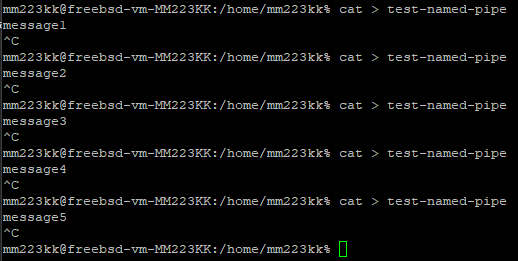 mm223kk@freebsd-vm-MM223KK:/home/mm223kk% cat > test-named-pipe
message1
^C
mm223kk@freebsd-vm-MM223KK:/home/mm223kk% cat > test-named-pipe
message2
^C
mm223kk@freebsd-vm-MM223KK:/home/mm223kk% cat > test-named-pipe
message3
^C
mm223kk@freebsd-vm-MM223KK:/home/mm223kk% cat > test-named-pipe
message4
^C
mm223kk@freebsd-vm-MM223KK:/home/mm223kk% cat > test-named-pipe
message5
^C
mm223kk@freebsd-vm-MM223KK:/home/mm223kk%